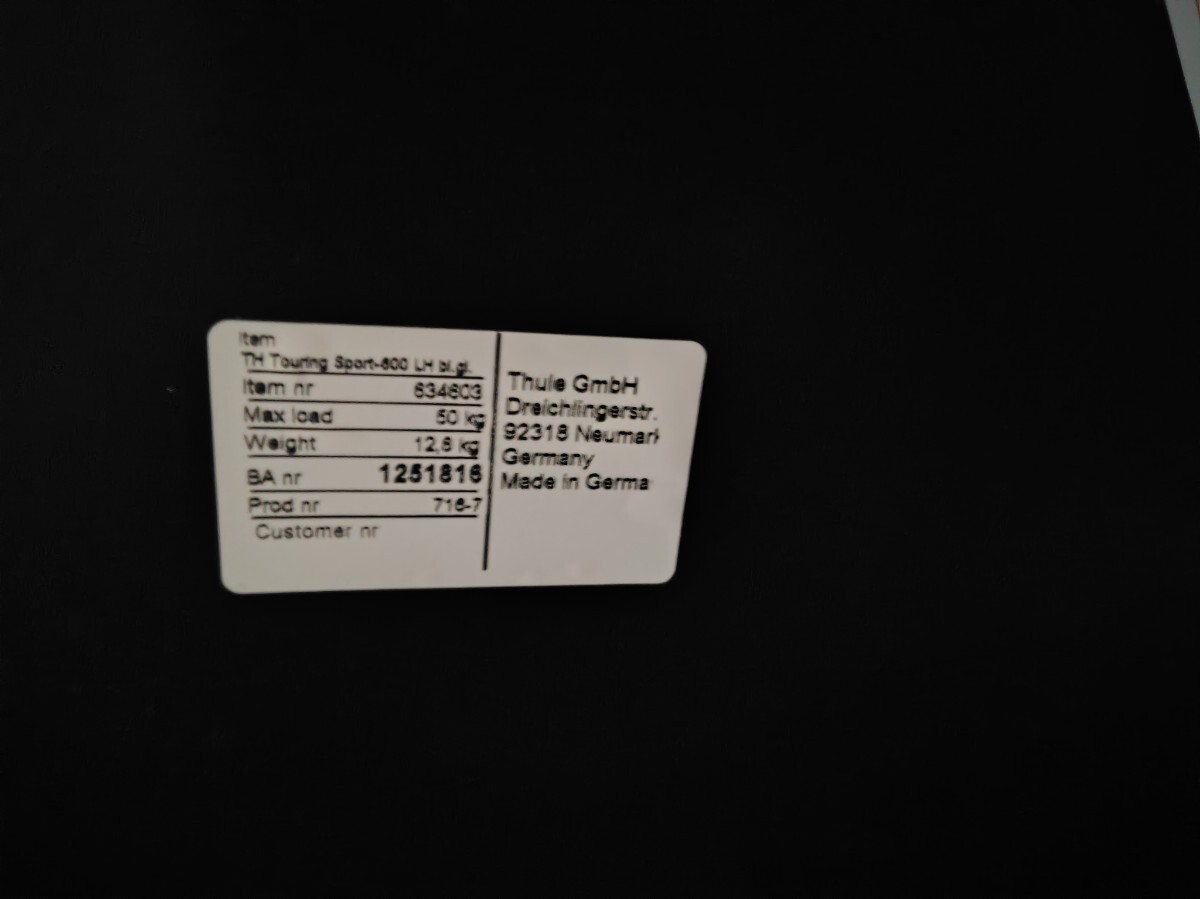 Item
TH Touring Sport-600 LH bl.gl.
Item nr 634603
Max load 50 kg
Weight 12,6 kg
BA nr 1251816
Prod nr 716-7
Customer nr
Thule GmbH
Dreichlingerstr.
92318 Neumark
Germany
Made in Germa